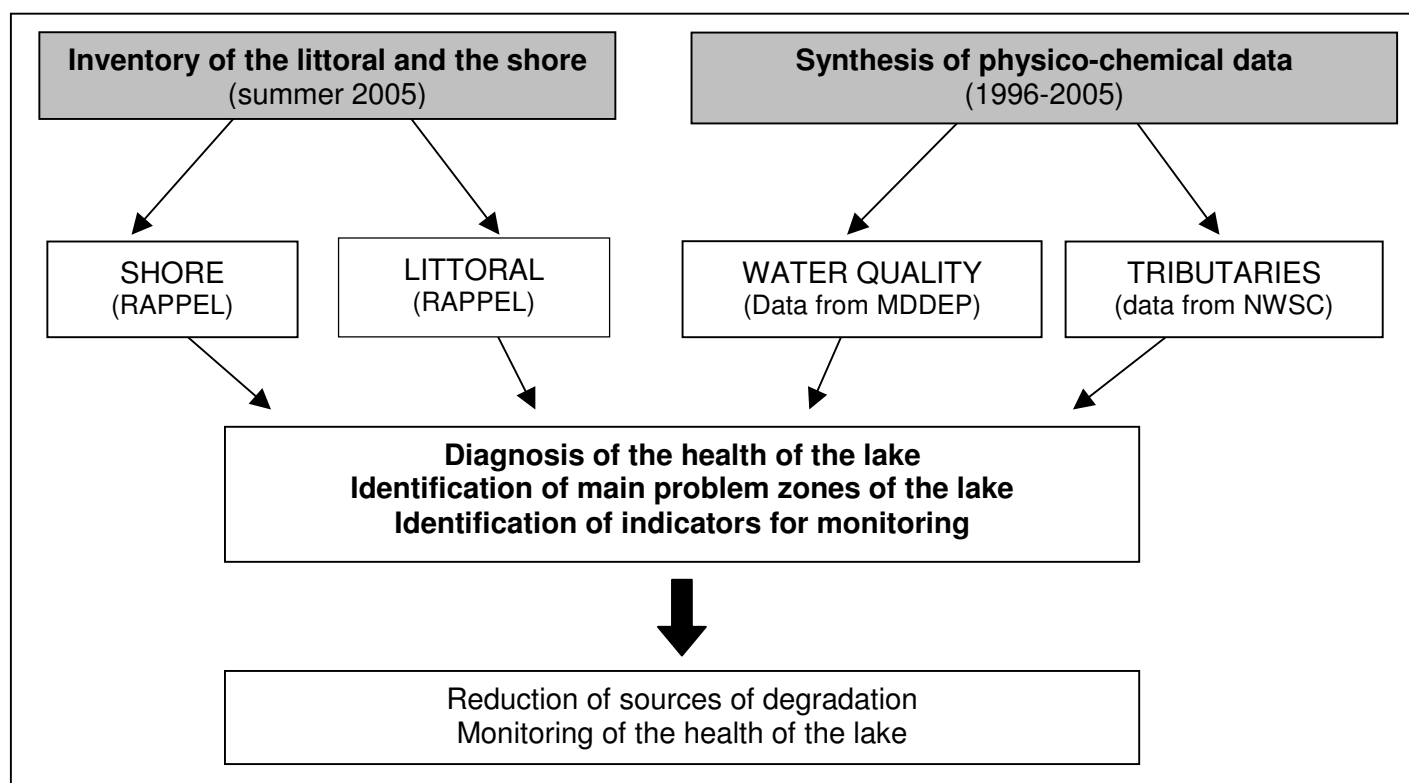 Inventory of the littoral and the shore
(summer 2005)
Synthesis of physico-chemical data
(1996-2005)
SHORE
(RAPPEL)
LITTORAL
(RAPPEL)
WATER QUALITY
(Data from MDDEP)
TRIBUTARIES
(data from NWSC)
Diagnosis of the health of the lake
Identification of main problem zones of the lake
Identification of indicators for monitoring
Reduction of sources of degradation
Monitoring of the health of the lake